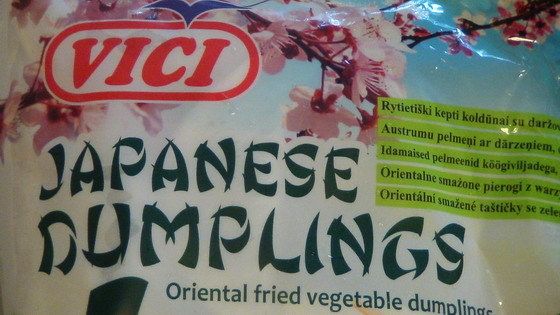 VICI
Rytietiški kepti koldūnai su daržo
Austrumu pelmeņi ar dārzeņiem,
Idamaised pelmeenid köögiviljadega,
Orientalne smażone pierogi z warz
Orientální smažené taštičky se zele
JAPANESE
DUMPLINGS
Oriental fried vegetable dumplings